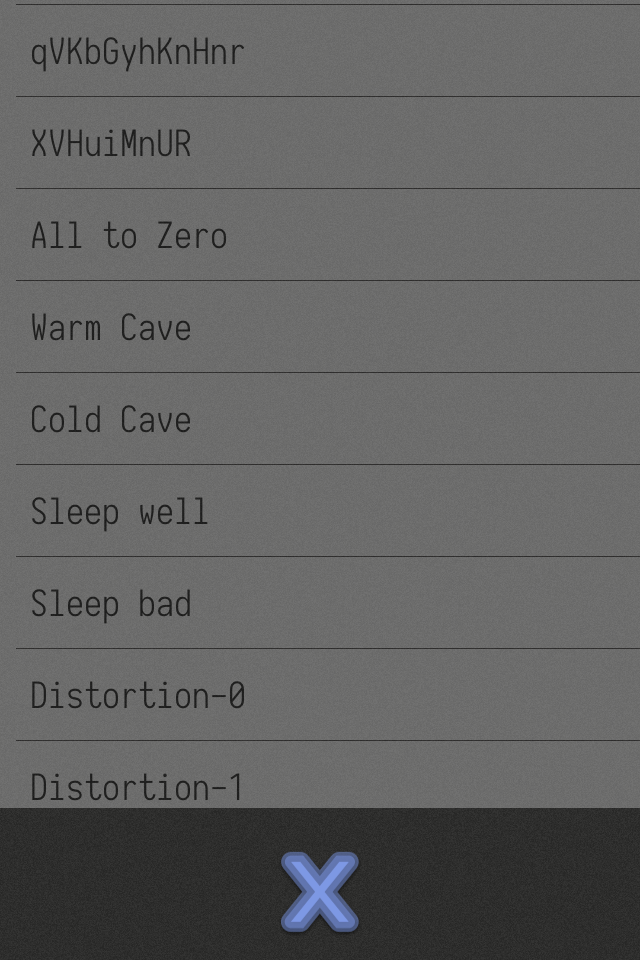 qVKbGyhKnHnr
XVHuiMnUR
All to Zero
Warm Cave
Cold Cave
Sleep well
Sleep bad
Distortion-0
Distortion-1
X